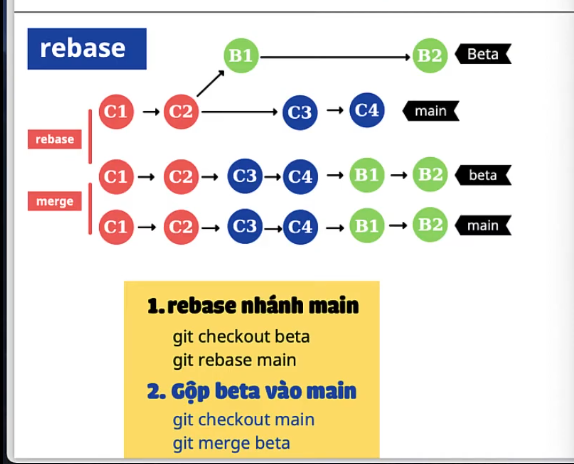 rebase
B1 B2 Beta
C1 C2 C3 C4 main
rebase
C1 C2 C3 C4 B1 B2 beta
merge
C1 C2 C3 C4 B1 B2 main
1. rebase nhánh main
git checkout beta
git rebase main
2. Gộp beta vào main
git checkout main
git merge beta